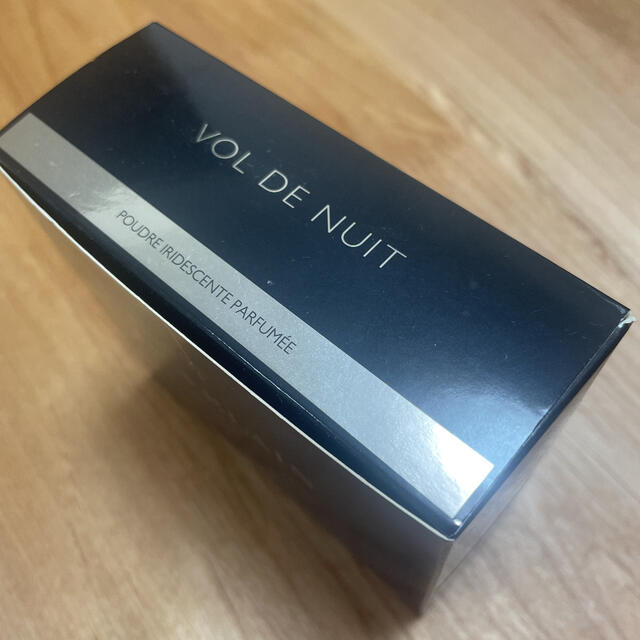 VOL DE NUIT
POUDRE IRIDESCENTE PARFUMÉE